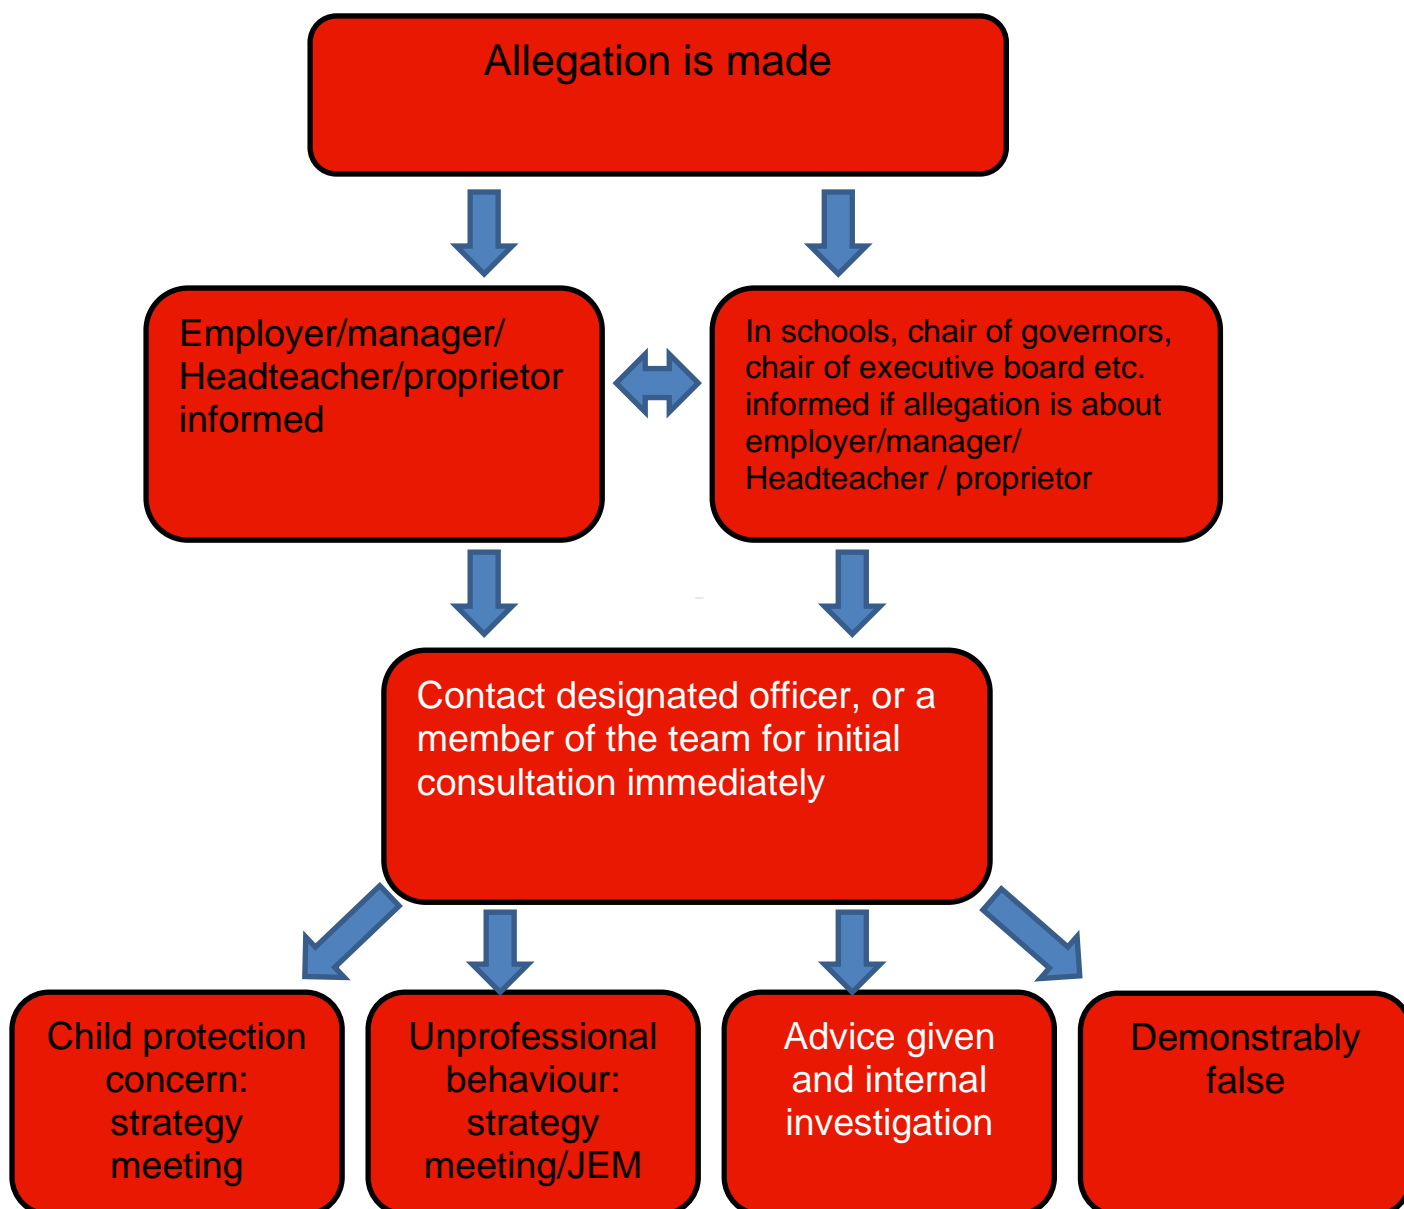 Allegation is made
Employer/manager/
Headteacher/proprietor
informed
In schools, chair of governors,
chair of executive board etc.
informed if allegation is about
employer/manager/
Headteacher / proprietor
Contact designated officer, or a
member of the team for initial
consultation immediately
Child protection
concern:
strategy
meeting
Unprofessional
behaviour:
strategy
meeting/JEM
Advice given
and internal
investigation
Demonstrably
false